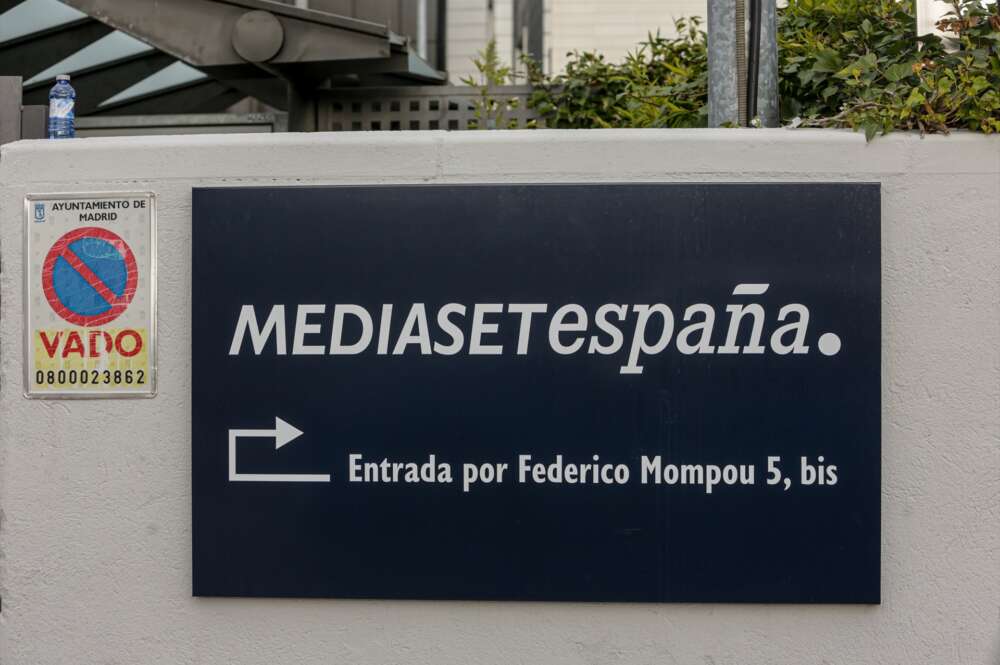 AYUNTAMIENTO DE
MADRID
VADO
0800023862
MEDIASETespaña.
Entrada por Federico Mompou 5, bis